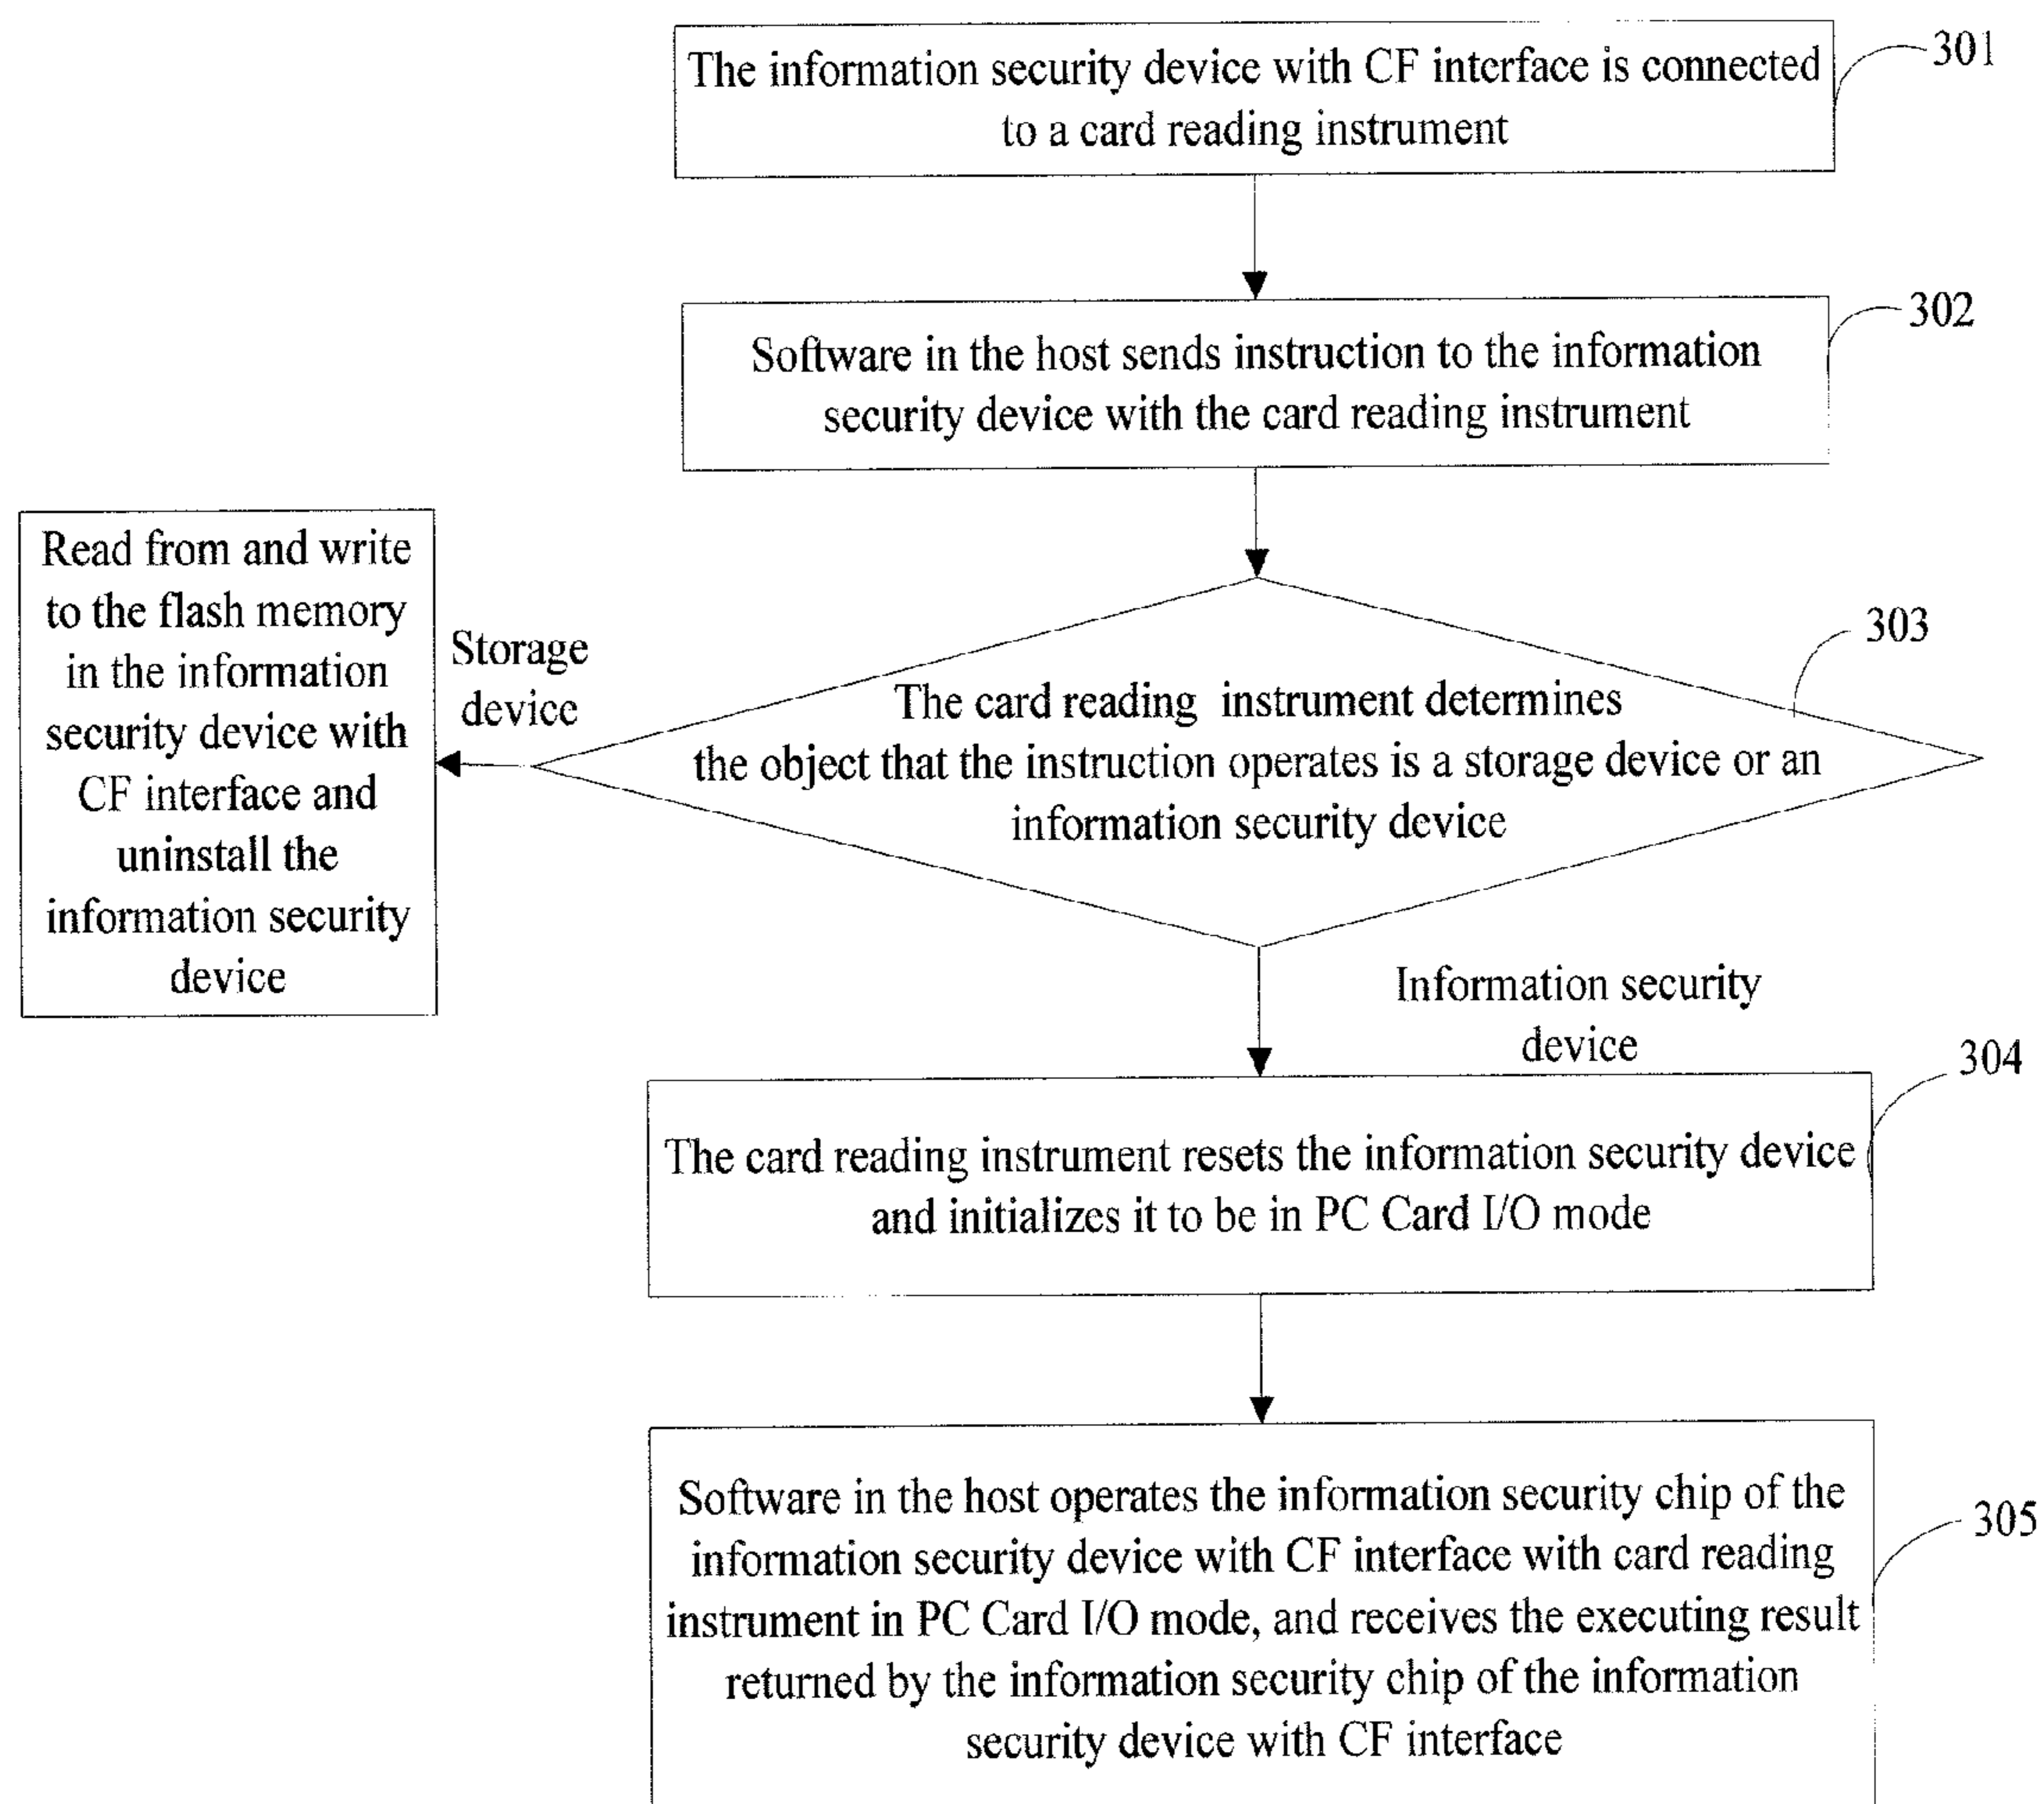 The information security device with CF interface is connected
to a card reading instrument
301
Software in the host sends instruction to the information
security device with the card reading instrument
302
Read from and write
to the flash memory
in the information
security device with
CF interface and
uninstall the
information security
device
Storage
device
The card reading instrument determines
the object that the instruction operates is a storage device or an
information security device
303
Information security
device
The card reading instrument resets the information security device
and initializes it to be in PC Card I/O mode
304
Software in the host operates the information security chip of the
information security device with CF interface with card reading
instrument in PC Card I/O mode, and receives the executing result
returned by the information security chip of the information
security device with CF interface
305